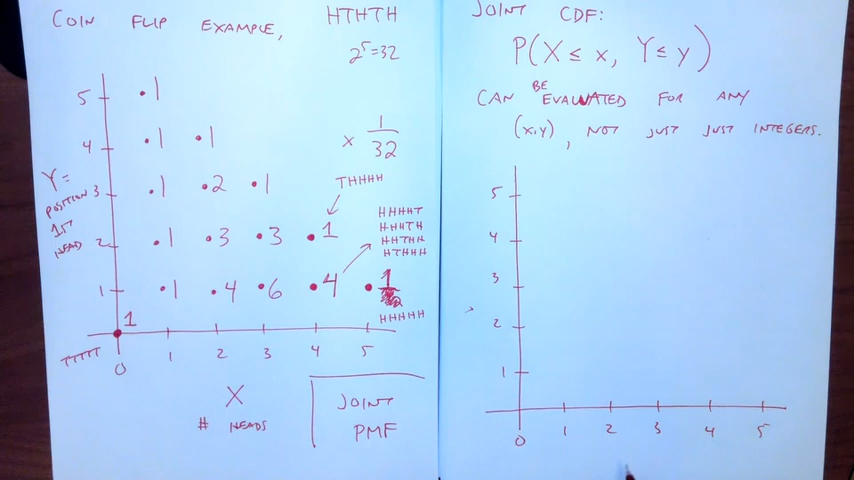 COIN FLIP EXAMPLE, HTHTH
2^5=32
5 •1
4 •1 •1
× 1/32
Y=
POSITION
1ST
HEAD
3 •1 •2 •1
THHHH
2 •1 •3 •3 •1
HHHHT
HHHTH
HHTHH
HTHHH
1 •1 •4 •6 •4 •1
HHHHH
1
TTTTT
0 1 2 3 4 5
X
# HEADS
JOINT
PMF
JOINT CDF:
P(X ≤ x, Y ≤ y)
CAN BE EVALUATED FOR ANY
(x,y), NOT JUST JUST INTEGERS.
5
4
3
2
1
0 1 2 3 4 5